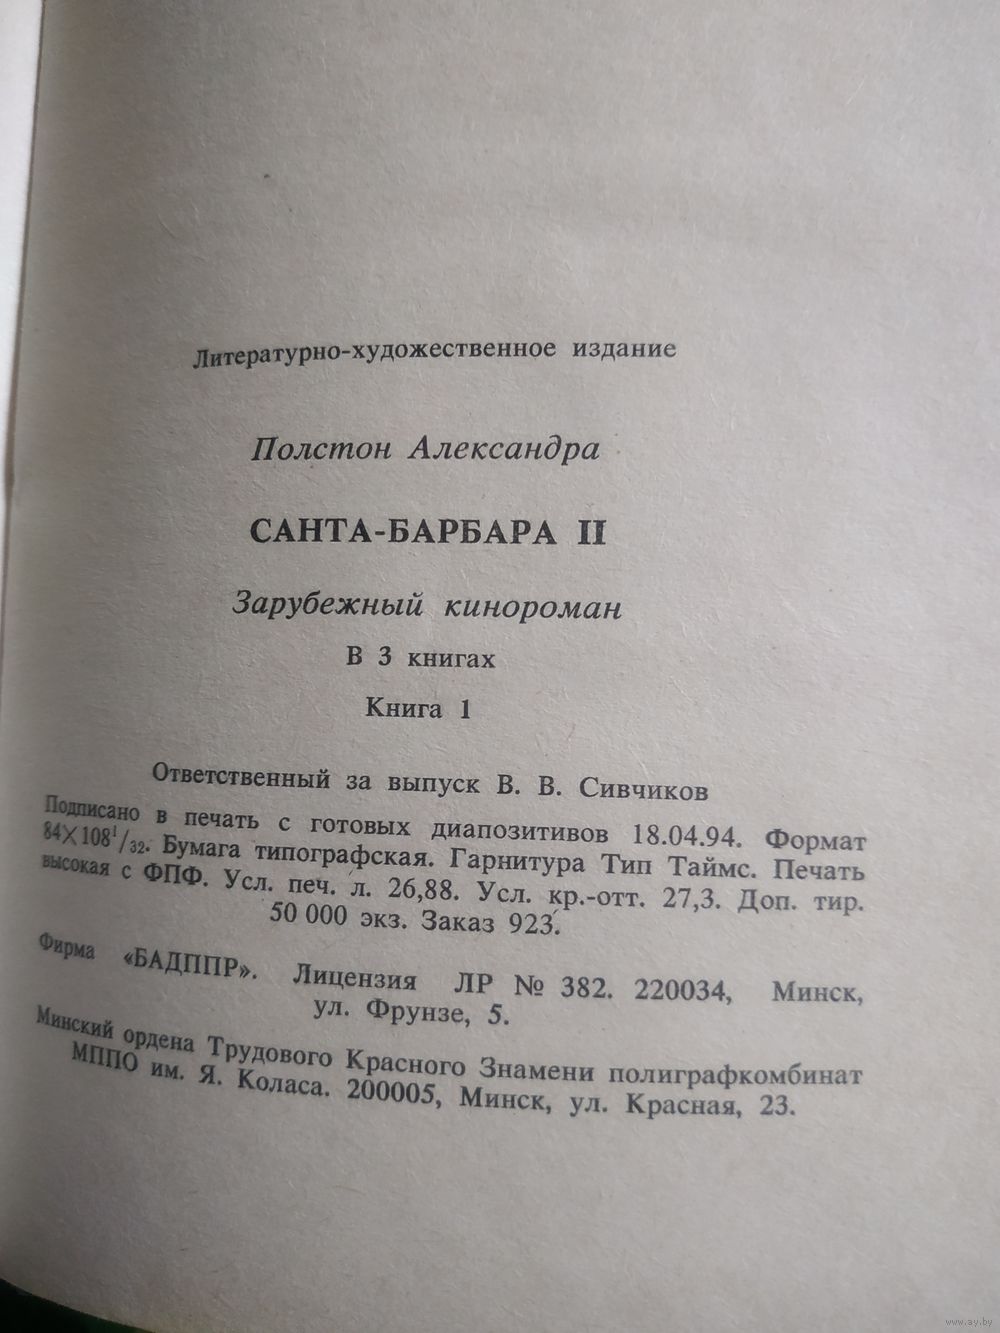 Литературно-художественное издание
Полстон Александра
САНТА-БАРБАРА II
Зарубежный кинороман
В 3 книгах
Книга 1
Ответственный за выпуск В. В. Сивчиков
Подписано в печать с готовых диапозитивов 18.04.94. Формат
84×108¹/₃₂. Бумага типографская. Гарнитура Тип Таймс. Печать
высокая с ФПФ. Усл. печ. л. 26,88. Усл. кр.-отт. 27,3. Доп. тир.
50 000 экз. Заказ 923.
Фирма «БАДППР». Лицензия ЛР № 382. 220034, Минск,
ул. Фрунзе, 5.
Минский ордена Трудового Красного Знамени полиграфкомбинат
МППО им. Я. Коласа. 200005, Минск, ул. Красная, 23.
www.ay.by